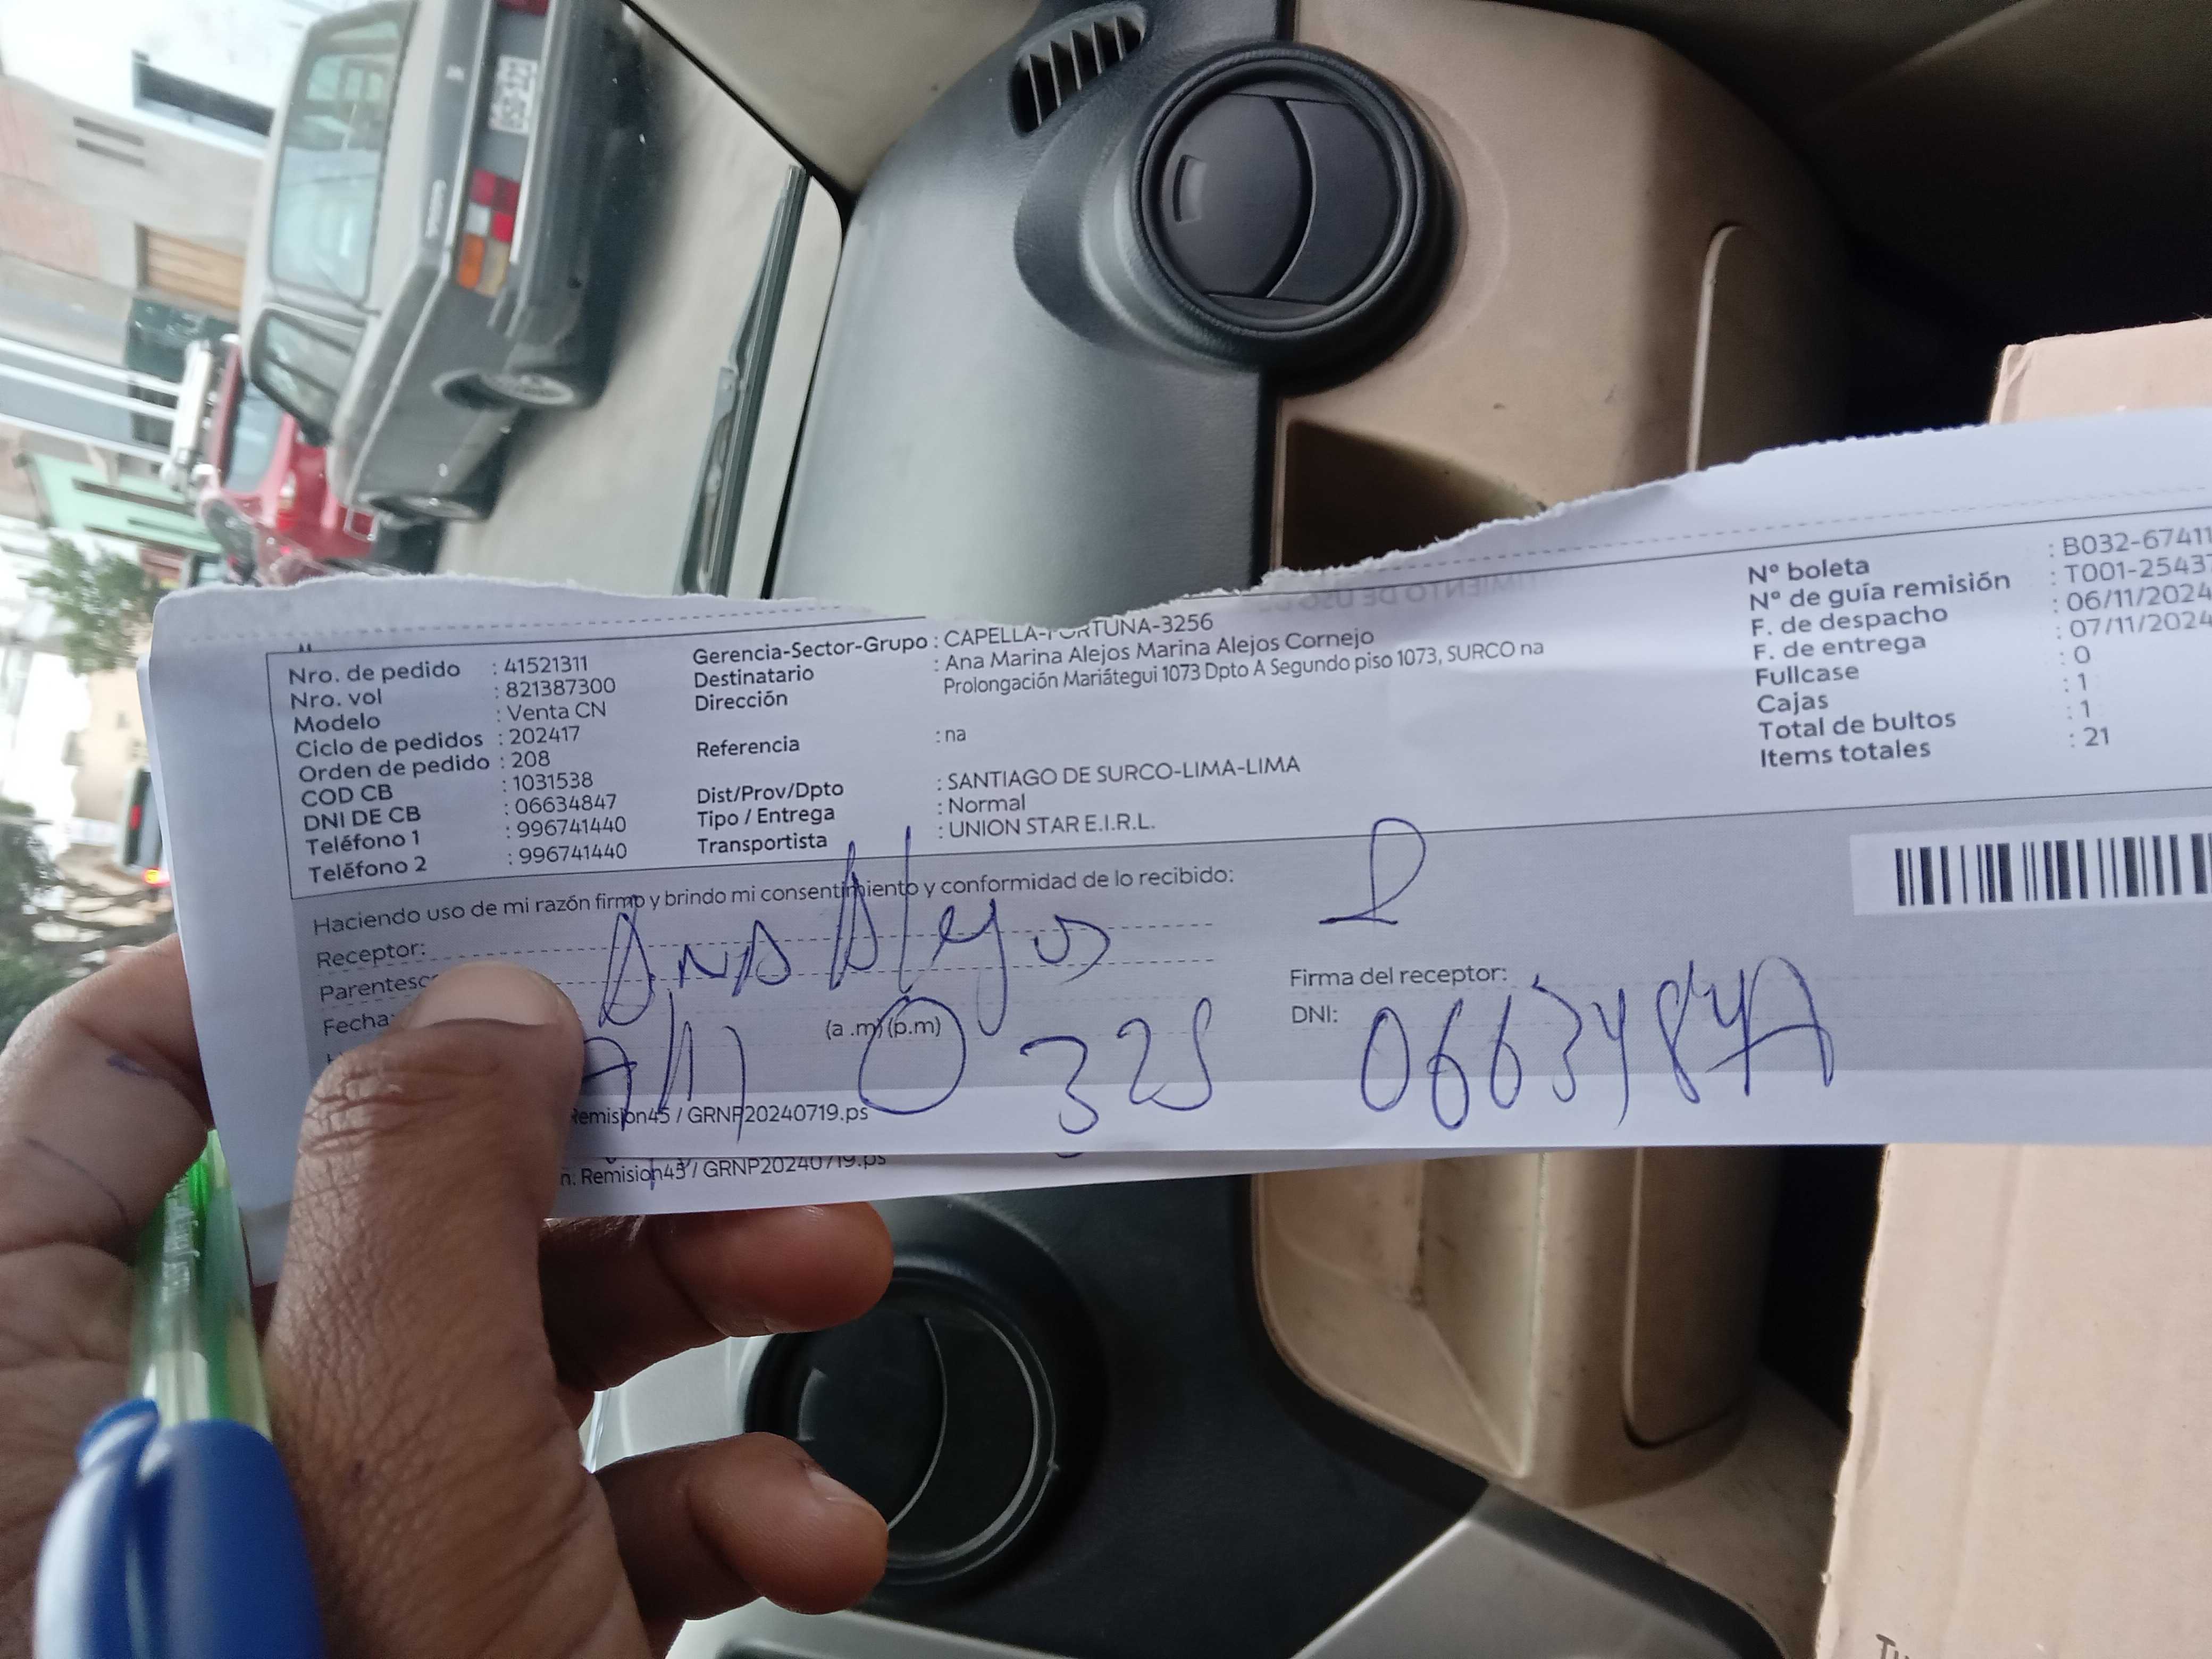 Nro. de pedido : 41521311
Nro. vol : 821387300
Modelo : Venta CN
Ciclo de pedidos : 202417
Orden de pedido : 208
COD CB : 1031538
DNI DE CB : 06634847
Teléfono 1 : 996741440
Teléfono 2 : 996741440
Gerencia-Sector-Grupo : CAPELLA-FORTUNA-3256
Destinatario : Ana Marina Alejos Marina Alejos Cornejo
Dirección Prolongación Mariátegui 1073 Dpto A Segundo piso 1073, SURCO na
Referencia : na
Dist/Prov/Dpto : SANTIAGO DE SURCO-LIMA-LIMA
Tipo / Entrega : Normal
Transportista : UNION STAR E.I.R.L.
Nº boleta : B032-67411
Nº de guía remisión : T001-25437
F. de despacho : 06/11/2024
F. de entrega : 07/11/2024
Fullcase : 0
Cajas : 1
Total de bultos : 1
Items totales : 21
Haciendo uso de mi razón firmo y brindo mi consentimiento y conformidad de lo recibido:
Receptor: Ana Alejos
Parentesc
Fecha: 7/11
(a .m) (p.m)
325
Firma del receptor:
DNI: 06634847
Remision45 / GRNP20240719.ps
n: Remision45 / GRNP20240719.ps